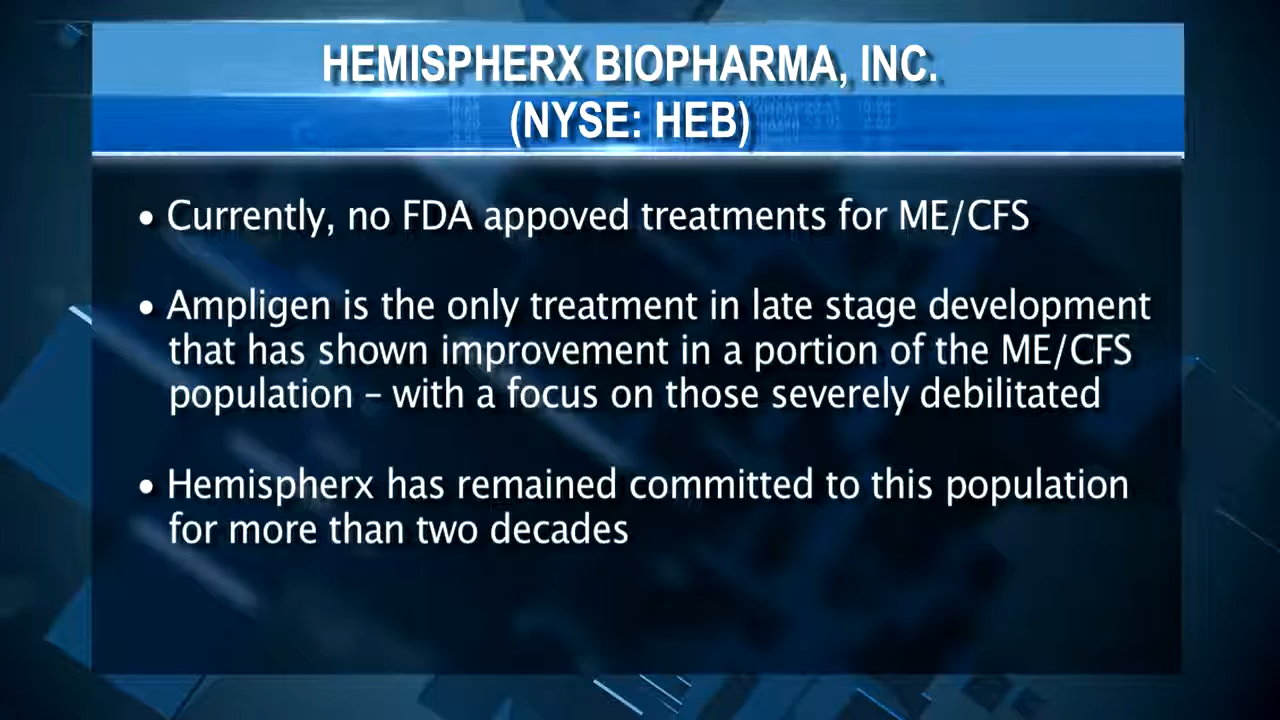 HEMISPHERX BIOPHARMA, INC.
(NYSE: HEB)
• Currently, no FDA appoved treatments for ME/CFS
• Ampligen is the only treatment in late stage development
that has shown improvement in a portion of the ME/CFS
population – with a focus on those severely debilitated
• Hemispherx has remained committed to this population
for more than two decades